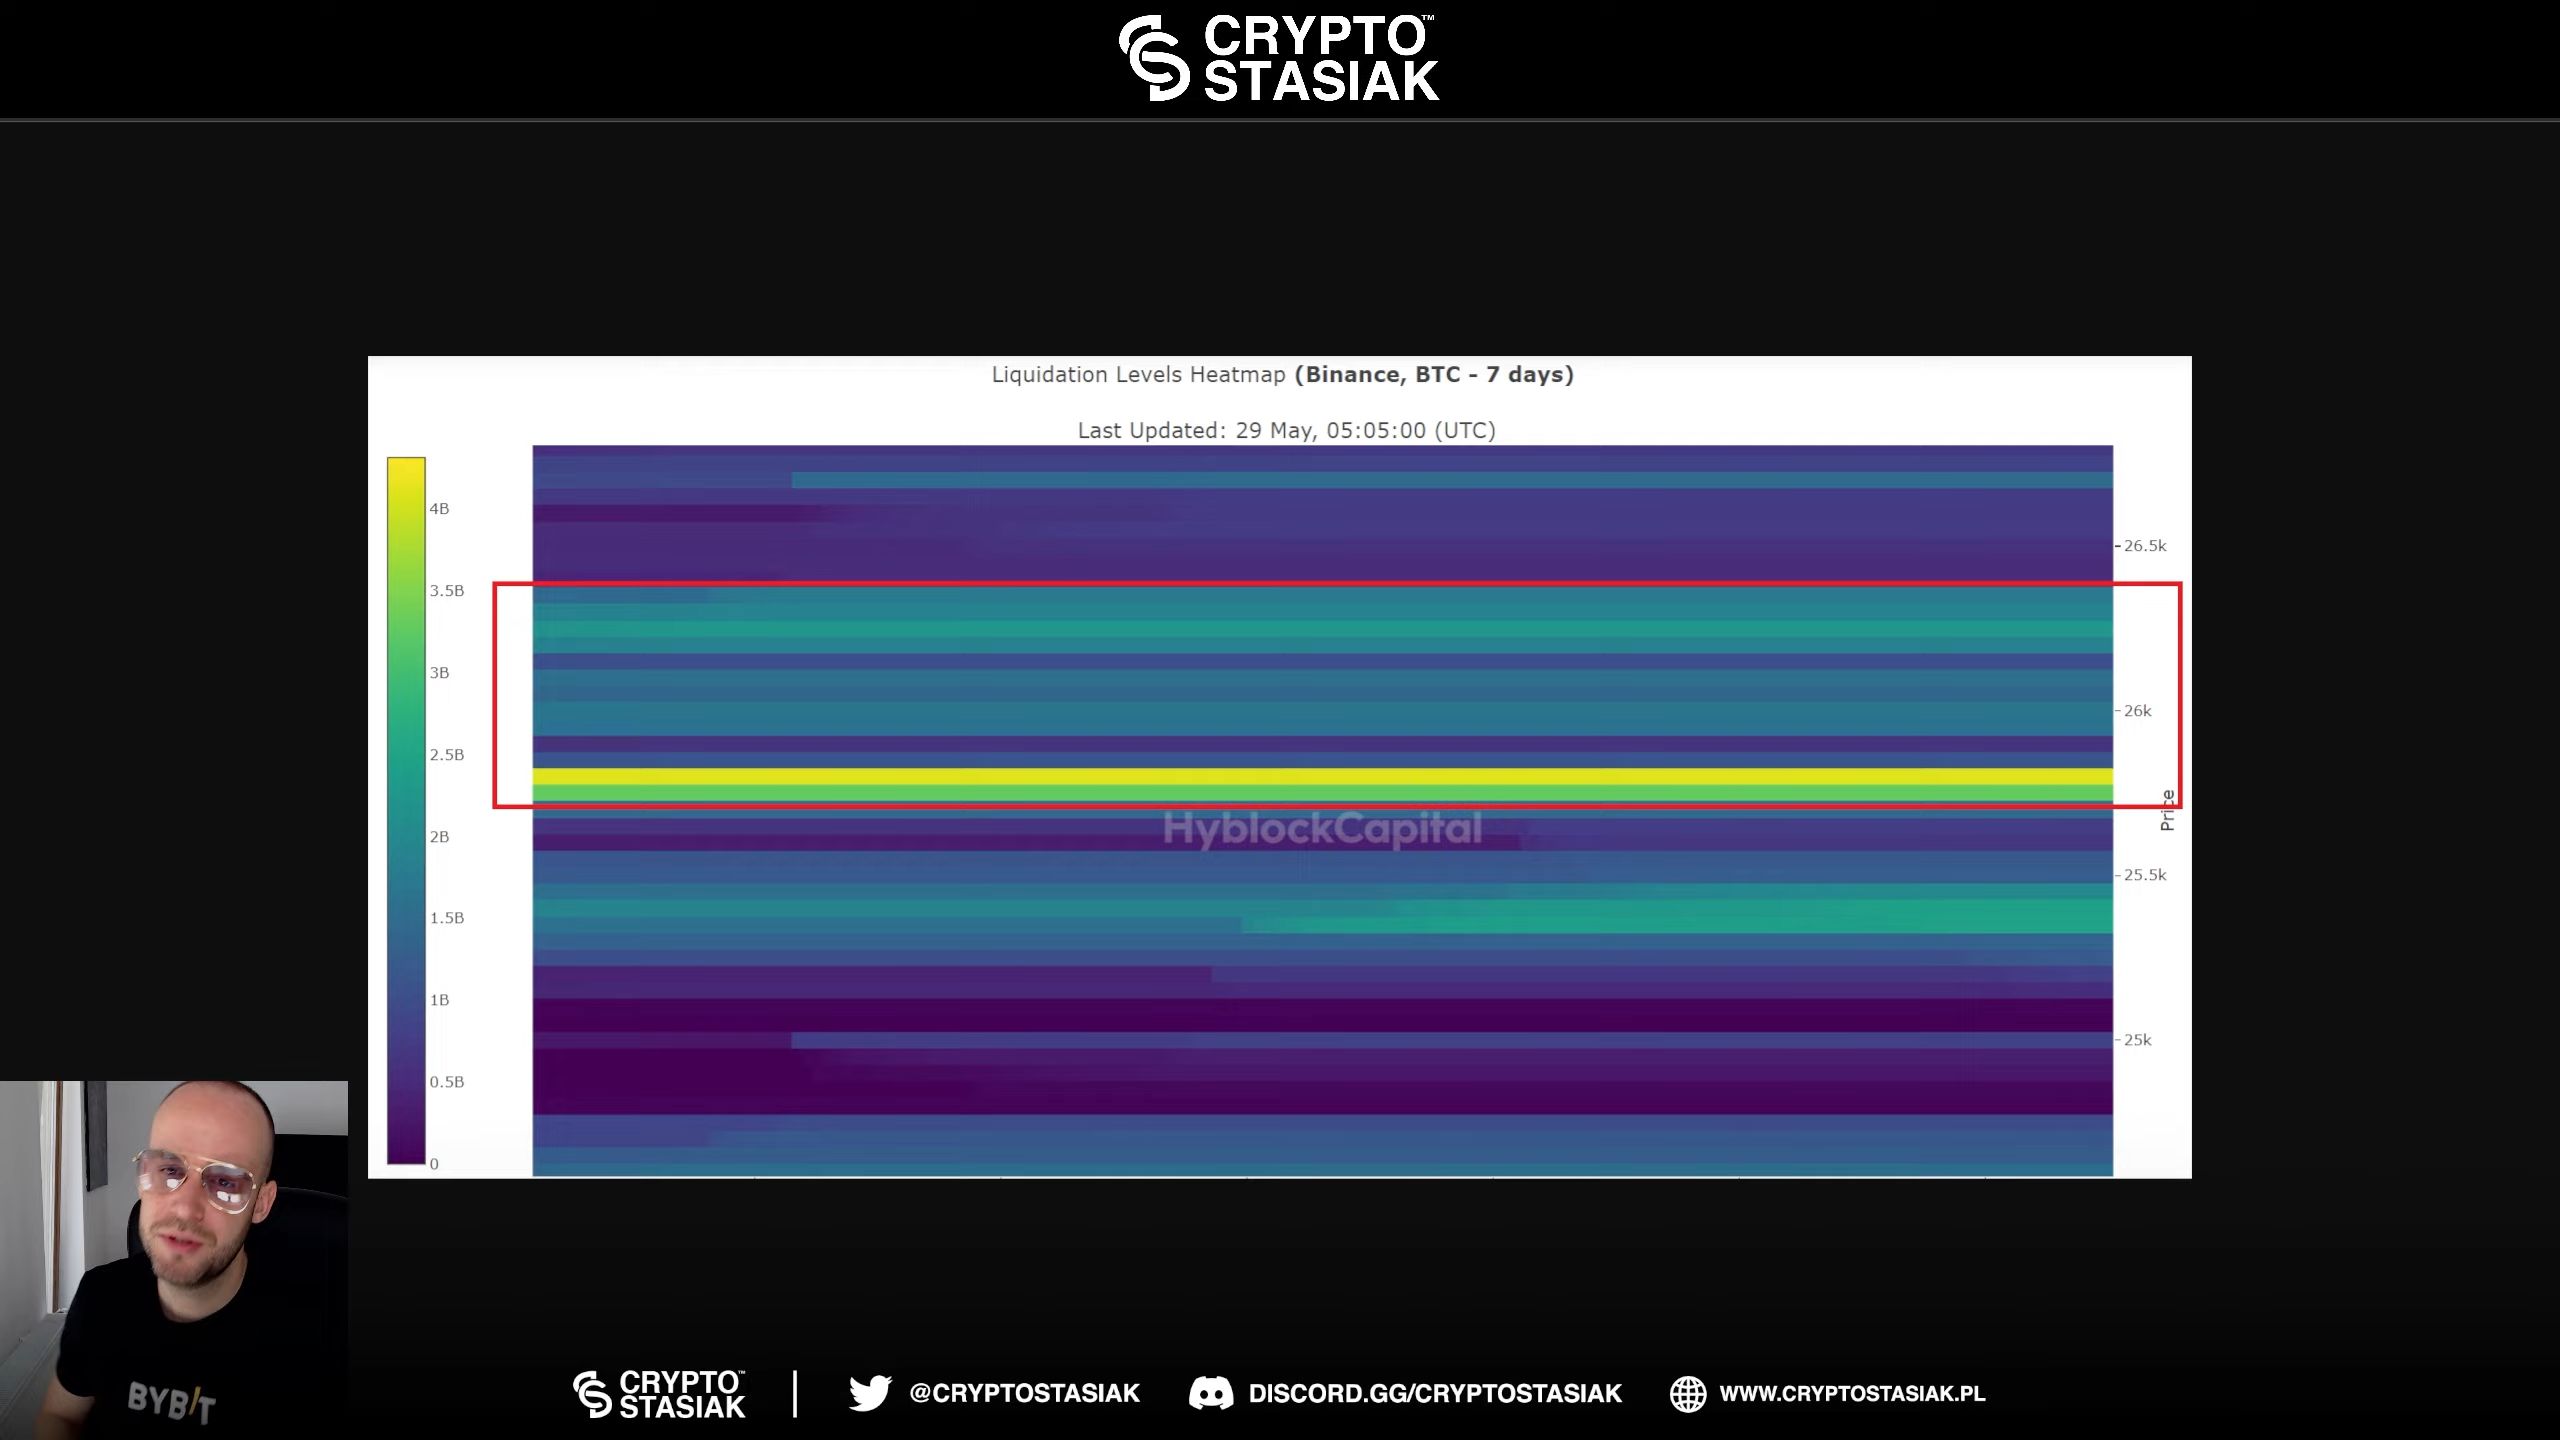 CRYPTO™
STASIAK
Liquidation Levels Heatmap (Binance, BTC - 7 days)
Last Updated: 29 May, 05:05:00 (UTC)
4B
3.5B
3B
2.5B
2B
1.5B
1B
0.5B
0
26.5k
26k
25.5k
25k
Price
HyblockCapital
BYBIT
CRYPTO™
STASIAK
@CRYPTOSTASIAK
DISCORD.GG/CRYPTOSTASIAK
WWW.CRYPTOSTASIAK.PL